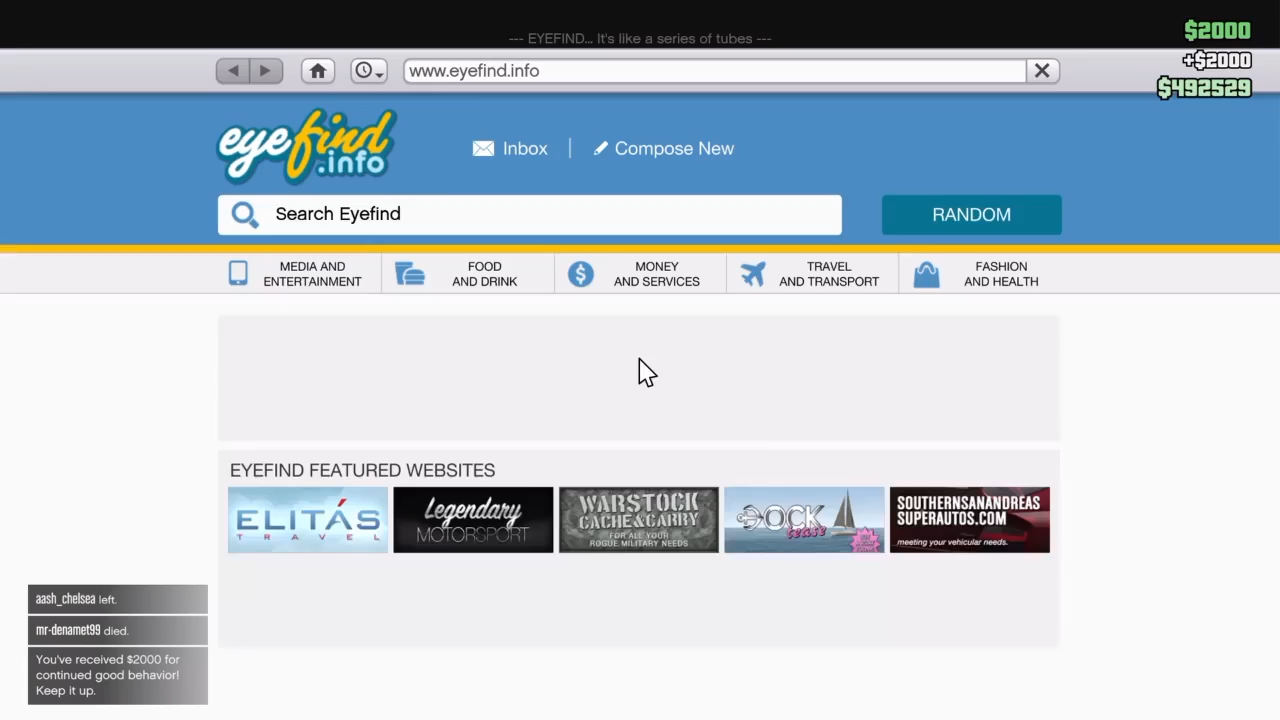 --- EYEFIND... It's like a series of tubes ---
$2000
+$2000
$492529
www.eyefind.info
eyefind
.info
Inbox
Compose New
Search Eyefind
RANDOM
MEDIA AND
ENTERTAINMENT
FOOD
AND DRINK
MONEY
AND SERVICES
TRAVEL
AND TRANSPORT
FASHION
AND HEALTH
EYEFIND FEATURED WEBSITES
ELITÁS
TRAVEL
Legendary
MOTORSPORT
WARSTOCK
CACHE&CARRY
FOR ALL YOUR
ROGUE MILITARY NEEDS
DOCK
tease
SOUTHERNSANANDREAS
SUPERAUTOS.COM
meeting your vehicular needs.
aash_chelsea left.
mr-denamet99 died.
You've received $2000 for
continued good behavior!
Keep it up.